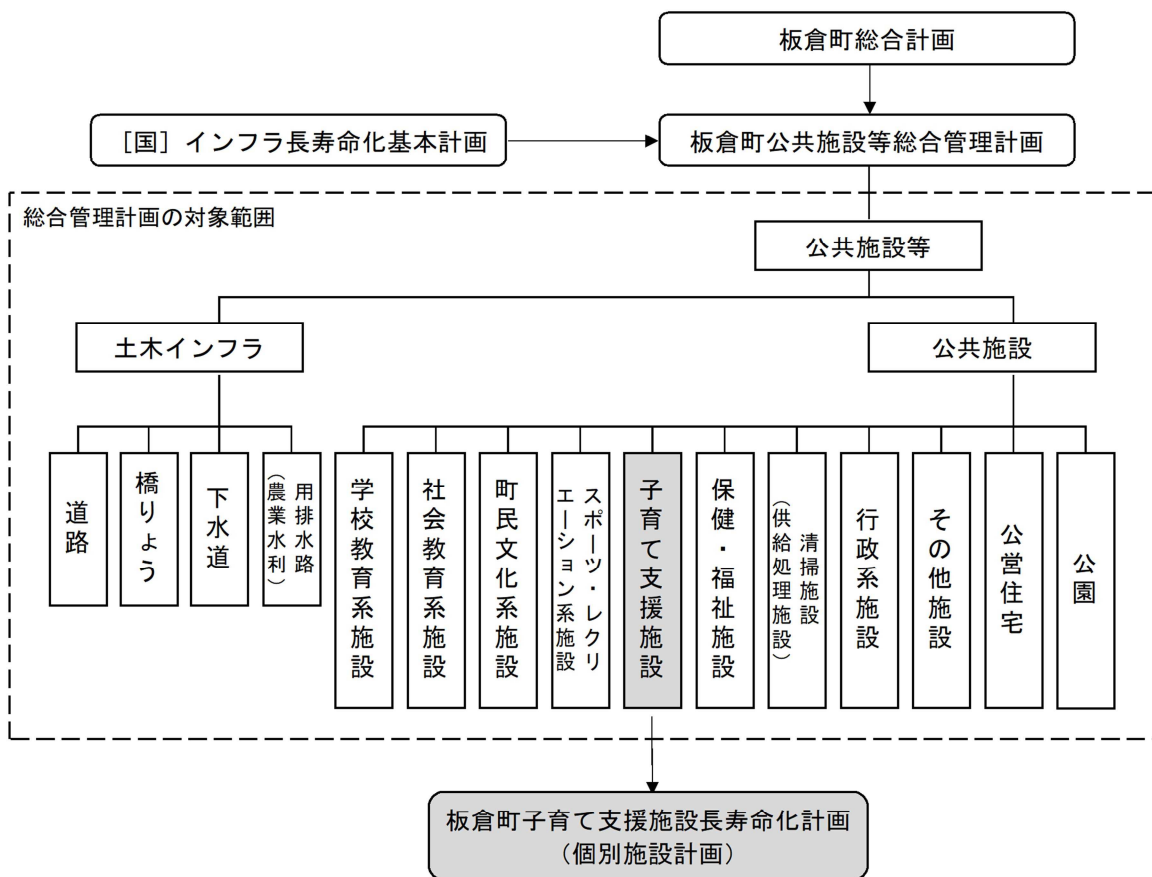 板倉町総合計画
［国］インフラ長寿命化基本計画
板倉町公共施設等総合管理計画
総合管理計画の対象範囲
公共施設等
土木インフラ
公共施設
道路
橋りょう
下水道
用排水路
（農業水利）
学校教育系施設
社会教育系施設
町民文化系施設
スポーツ・レクリ
エーション系施設
子育て支援施設
保健・福祉施設
清掃施設
（供給処理施設）
行政系施設
その他施設
公営住宅
公園
板倉町子育て支援施設長寿命化計画
（個別施設計画）